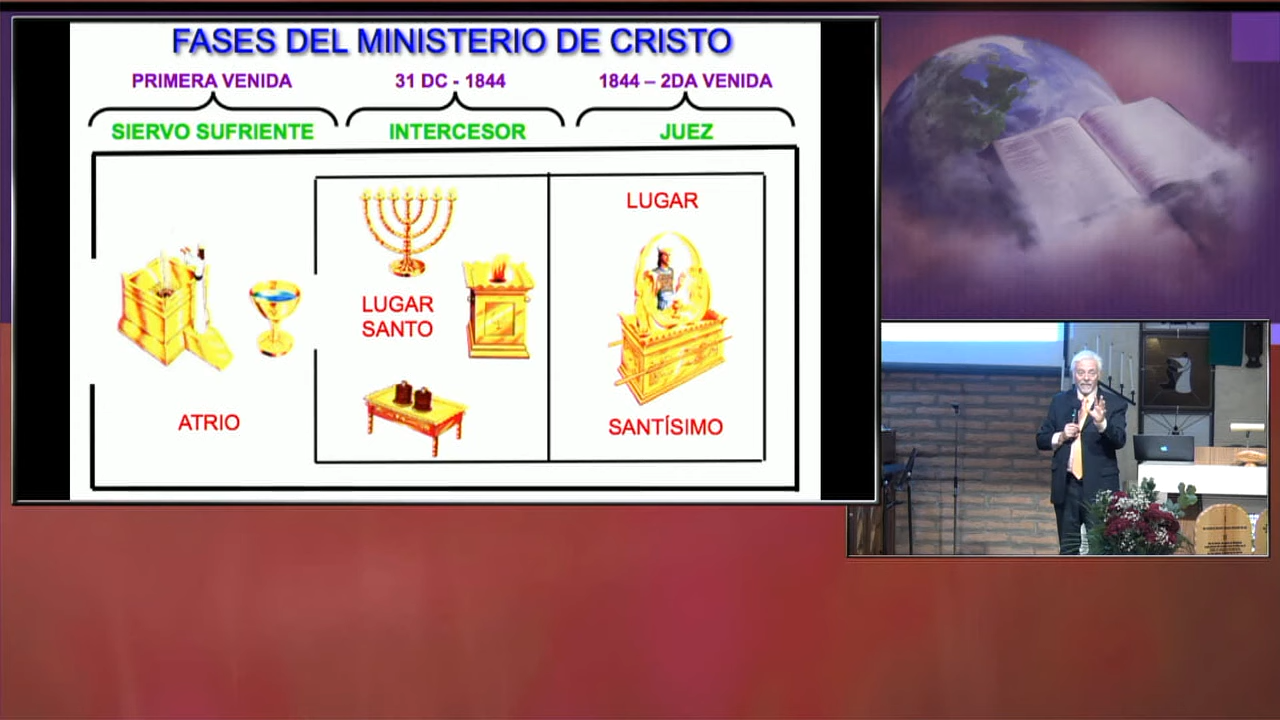 FASES DEL MINISTERIO DE CRISTO
PRIMERA VENIDA
31 DC - 1844
1844 – 2DA VENIDA
SIERVO SUFRIENTE
INTERCESOR
JUEZ
LUGAR
LUGAR
SANTO
ATRIO
SANTÍSIMO